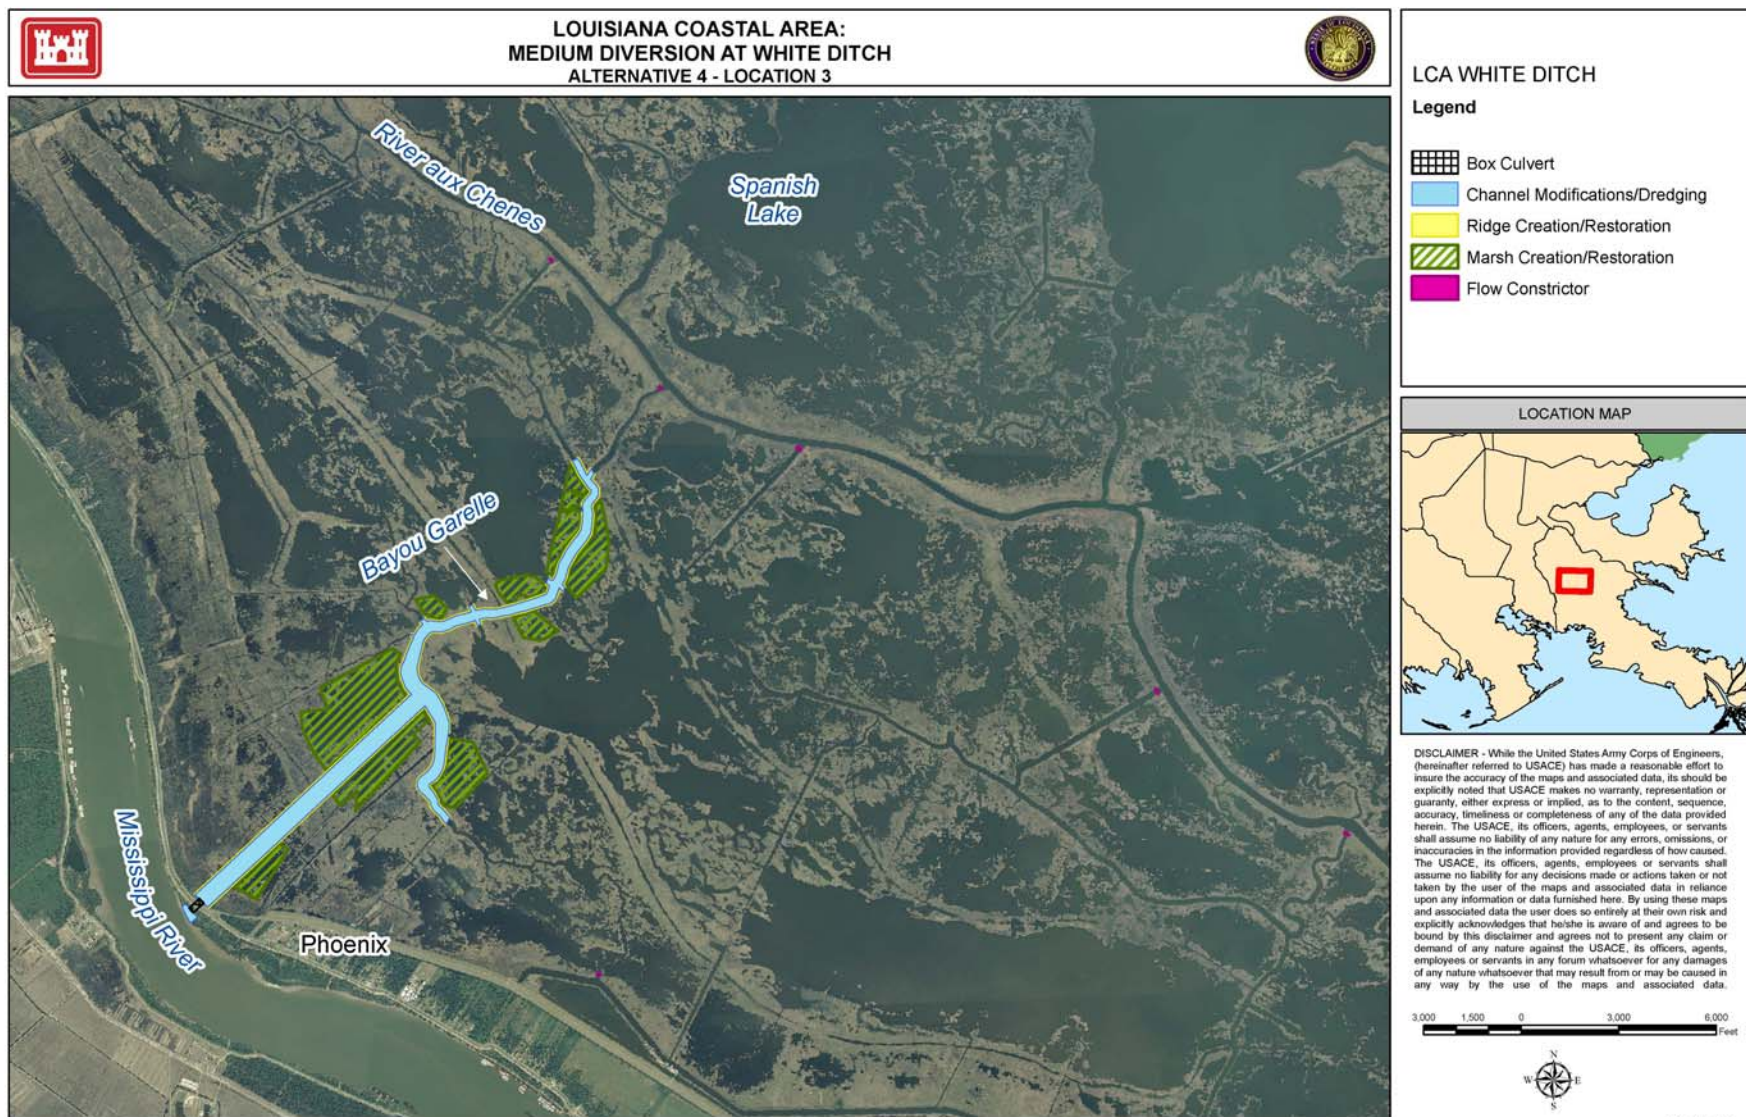 LOUISIANA COASTAL AREA:
MEDIUM DIVERSION AT WHITE DITCH
ALTERNATIVE 4 - LOCATION 3
River aux Chenes
Spanish
Lake
Bayou Garelle
Mississippi River
Phoenix
LCA WHITE DITCH
Legend
Box Culvert
Channel Modifications/Dredging
Ridge Creation/Restoration
Marsh Creation/Restoration
Flow Constrictor
LOCATION MAP
DISCLAIMER - While the United States Army Corps of Engineers,
(hereinafter referred to USACE) has made a reasonable effort to
insure the accuracy of the maps and associated data, its should be
explicitly noted that USACE makes no warranty, representation or
guaranty, either express or implied, as to the content, sequence,
accuracy, timeliness or completeness of any of the data provided
herein. The USACE, its officers, agents, employees, or servants
shall assume no liability of any nature for any errors, omissions, or
inaccuracies in the information provided regardless of how caused.
The USACE, its officers, agents, employees or servants shall
assume no liability for any decisions made or actions taken or not
taken by the user of the maps and associated data in reliance
upon any information or data furnished here. By using these maps
and associated data the user does so entirely at their own risk and
explicitly acknowledges that he/she is aware of and agrees to be
bound by this disclaimer and agrees not to present any claim or
demand of any nature against the USACE, its officers, agents,
employees or servants in any forum whatsoever for any damages
of any nature whatsoever that may result from or may be caused in
any way by the use of the maps and associated data.
3,000 1,500 0 3,000 6,000
Feet
N
W E
S